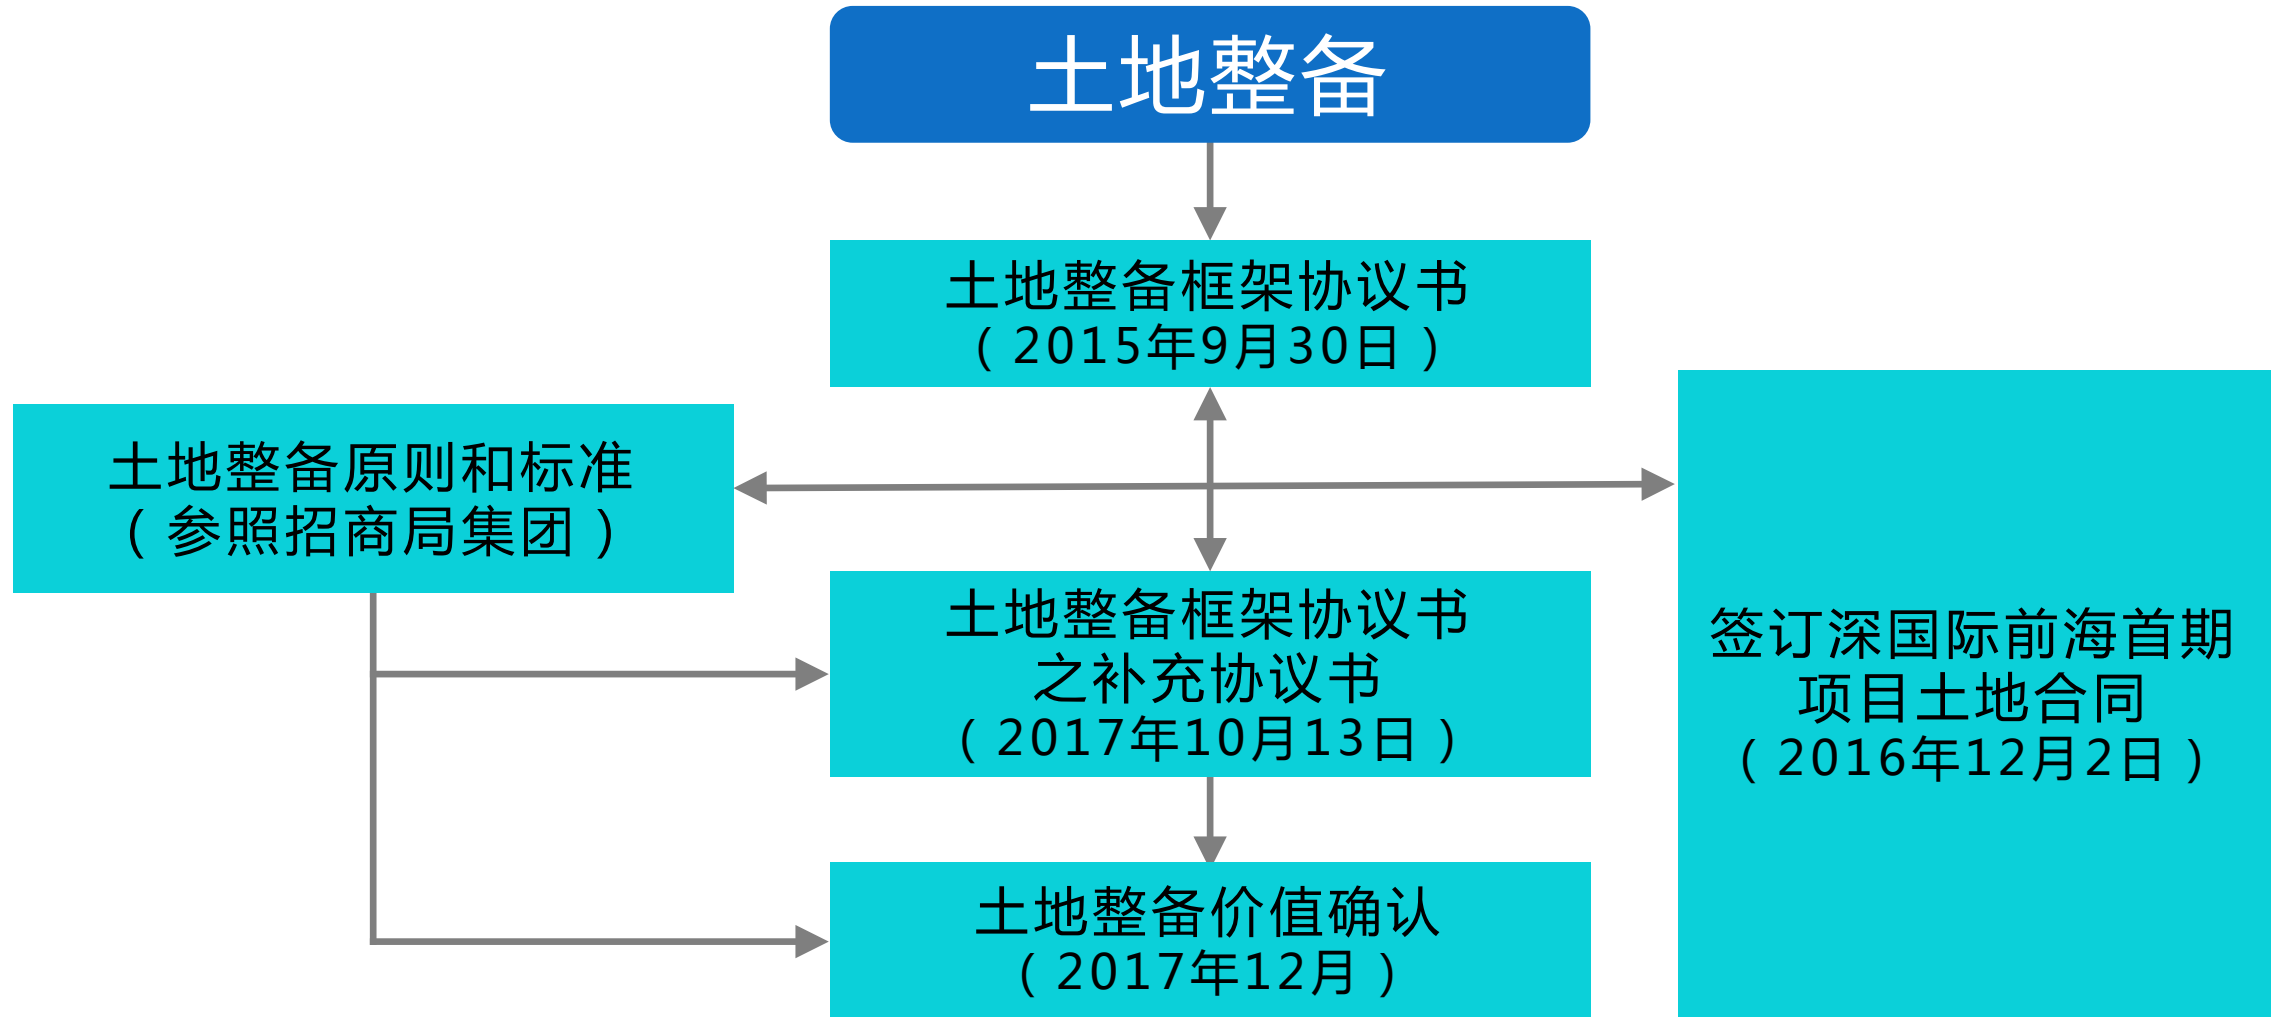 土地整备
土地整备框架协议书
（2015年9月30日）
土地整备原则和标准
（参照招商局集团）
土地整备框架协议书
之补充协议书
（2017年10月13日）
签订深国际前海首期
项目土地合同
（2016年12月2日）
土地整备价值确认
（2017年12月）